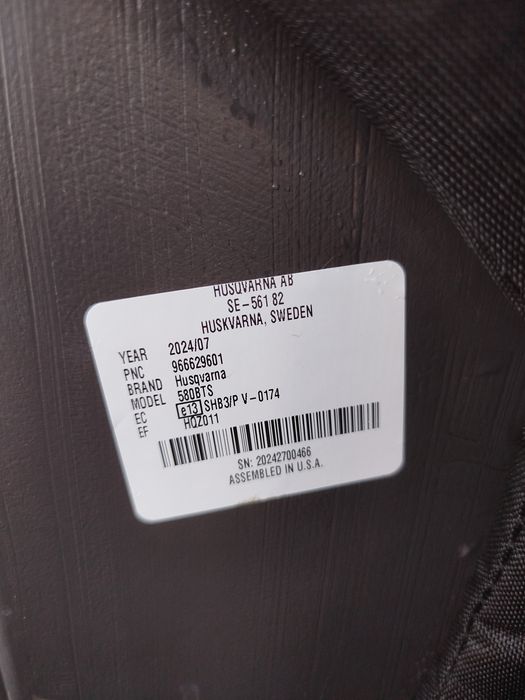 HUSQVARNA AB
SE-561 82
HUSKVARNA, SWEDEN
YEAR 2024/07
PNC 966629601
BRAND Husqvarna
MODEL 580BTS
EC e13 SHB3/P V-0174
EF HQZ011
SN: 20242700466
ASSEMBLED IN U.S.A.